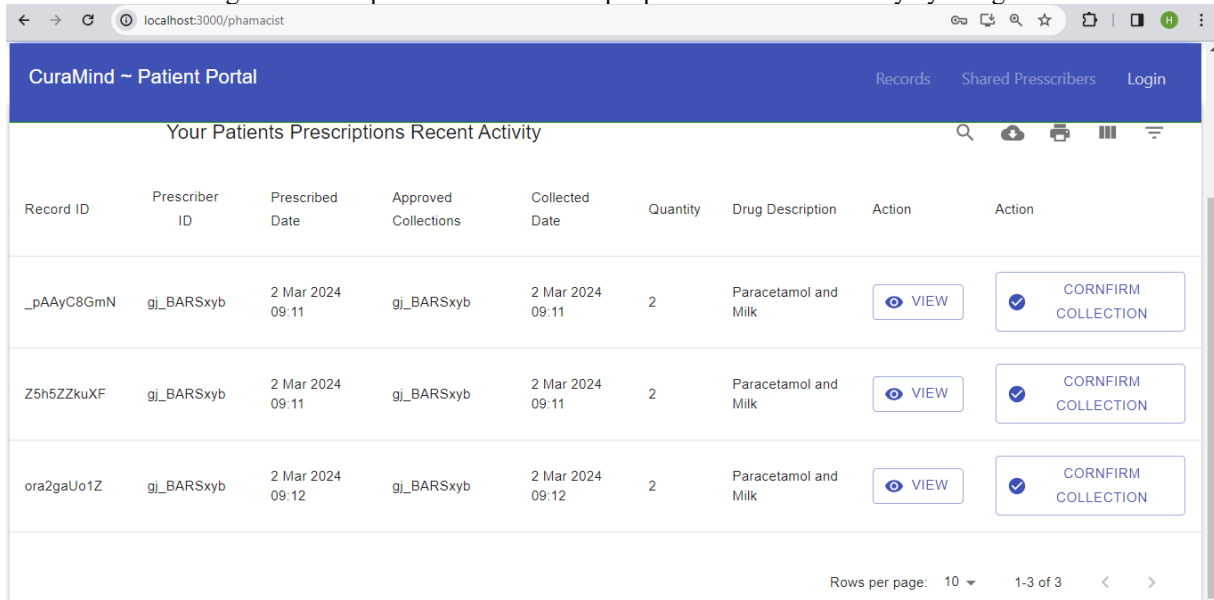 localhost:3000/phamacist
H
CuraMind ~ Patient Portal
Records Shared Presscribers Login
Your Patients Prescriptions Recent Activity
Record ID Prescriber ID Prescribed Date Approved Collections Collected Date Quantity Drug Description Action Action
_pAAyC8GmN gj_BARSxyb 2 Mar 2024 09:11 gj_BARSxyb 2 Mar 2024 09:11 2 Paracetamol and Milk VIEW CORNFIRM COLLECTION
Z5h5ZZkuXF gj_BARSxyb 2 Mar 2024 09:11 gj_BARSxyb 2 Mar 2024 09:11 2 Paracetamol and Milk VIEW CORNFIRM COLLECTION
ora2gaUo1Z gj_BARSxyb 2 Mar 2024 09:12 gj_BARSxyb 2 Mar 2024 09:12 2 Paracetamol and Milk VIEW CORNFIRM COLLECTION
Rows per page: 10 1-3 of 3